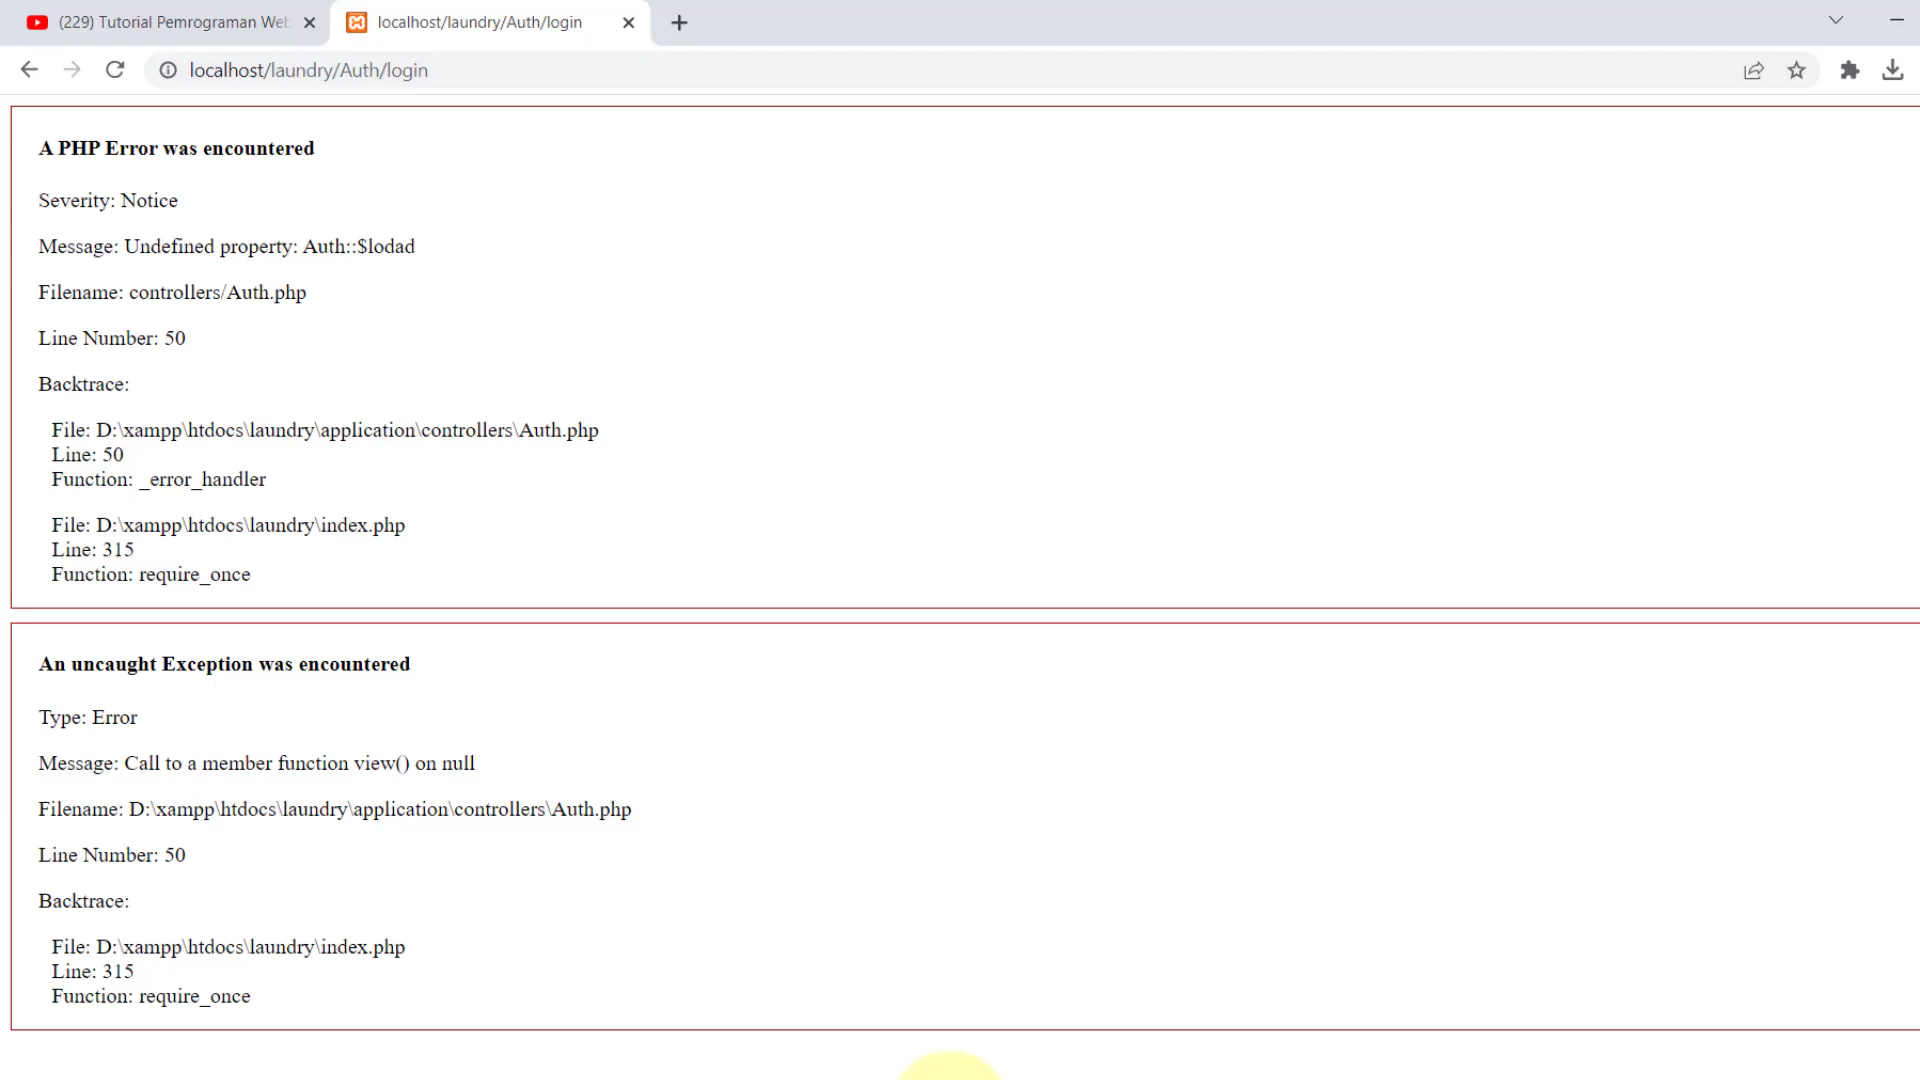 (229) Tutorial Pemrograman Web
localhost/laundry/Auth/login
localhost/laundry/Auth/login
A PHP Error was encountered
Severity: Notice
Message: Undefined property: Auth::$lodad
Filename: controllers/Auth.php
Line Number: 50
Backtrace:
File: D:\xampp\htdocs\laundry\application\controllers\Auth.php
Line: 50
Function: _error_handler
File: D:\xampp\htdocs\laundry\index.php
Line: 315
Function: require_once
An uncaught Exception was encountered
Type: Error
Message: Call to a member function view() on null
Filename: D:\xampp\htdocs\laundry\application\controllers\Auth.php
Line Number: 50
Backtrace:
File: D:\xampp\htdocs\laundry\index.php
Line: 315
Function: require_once